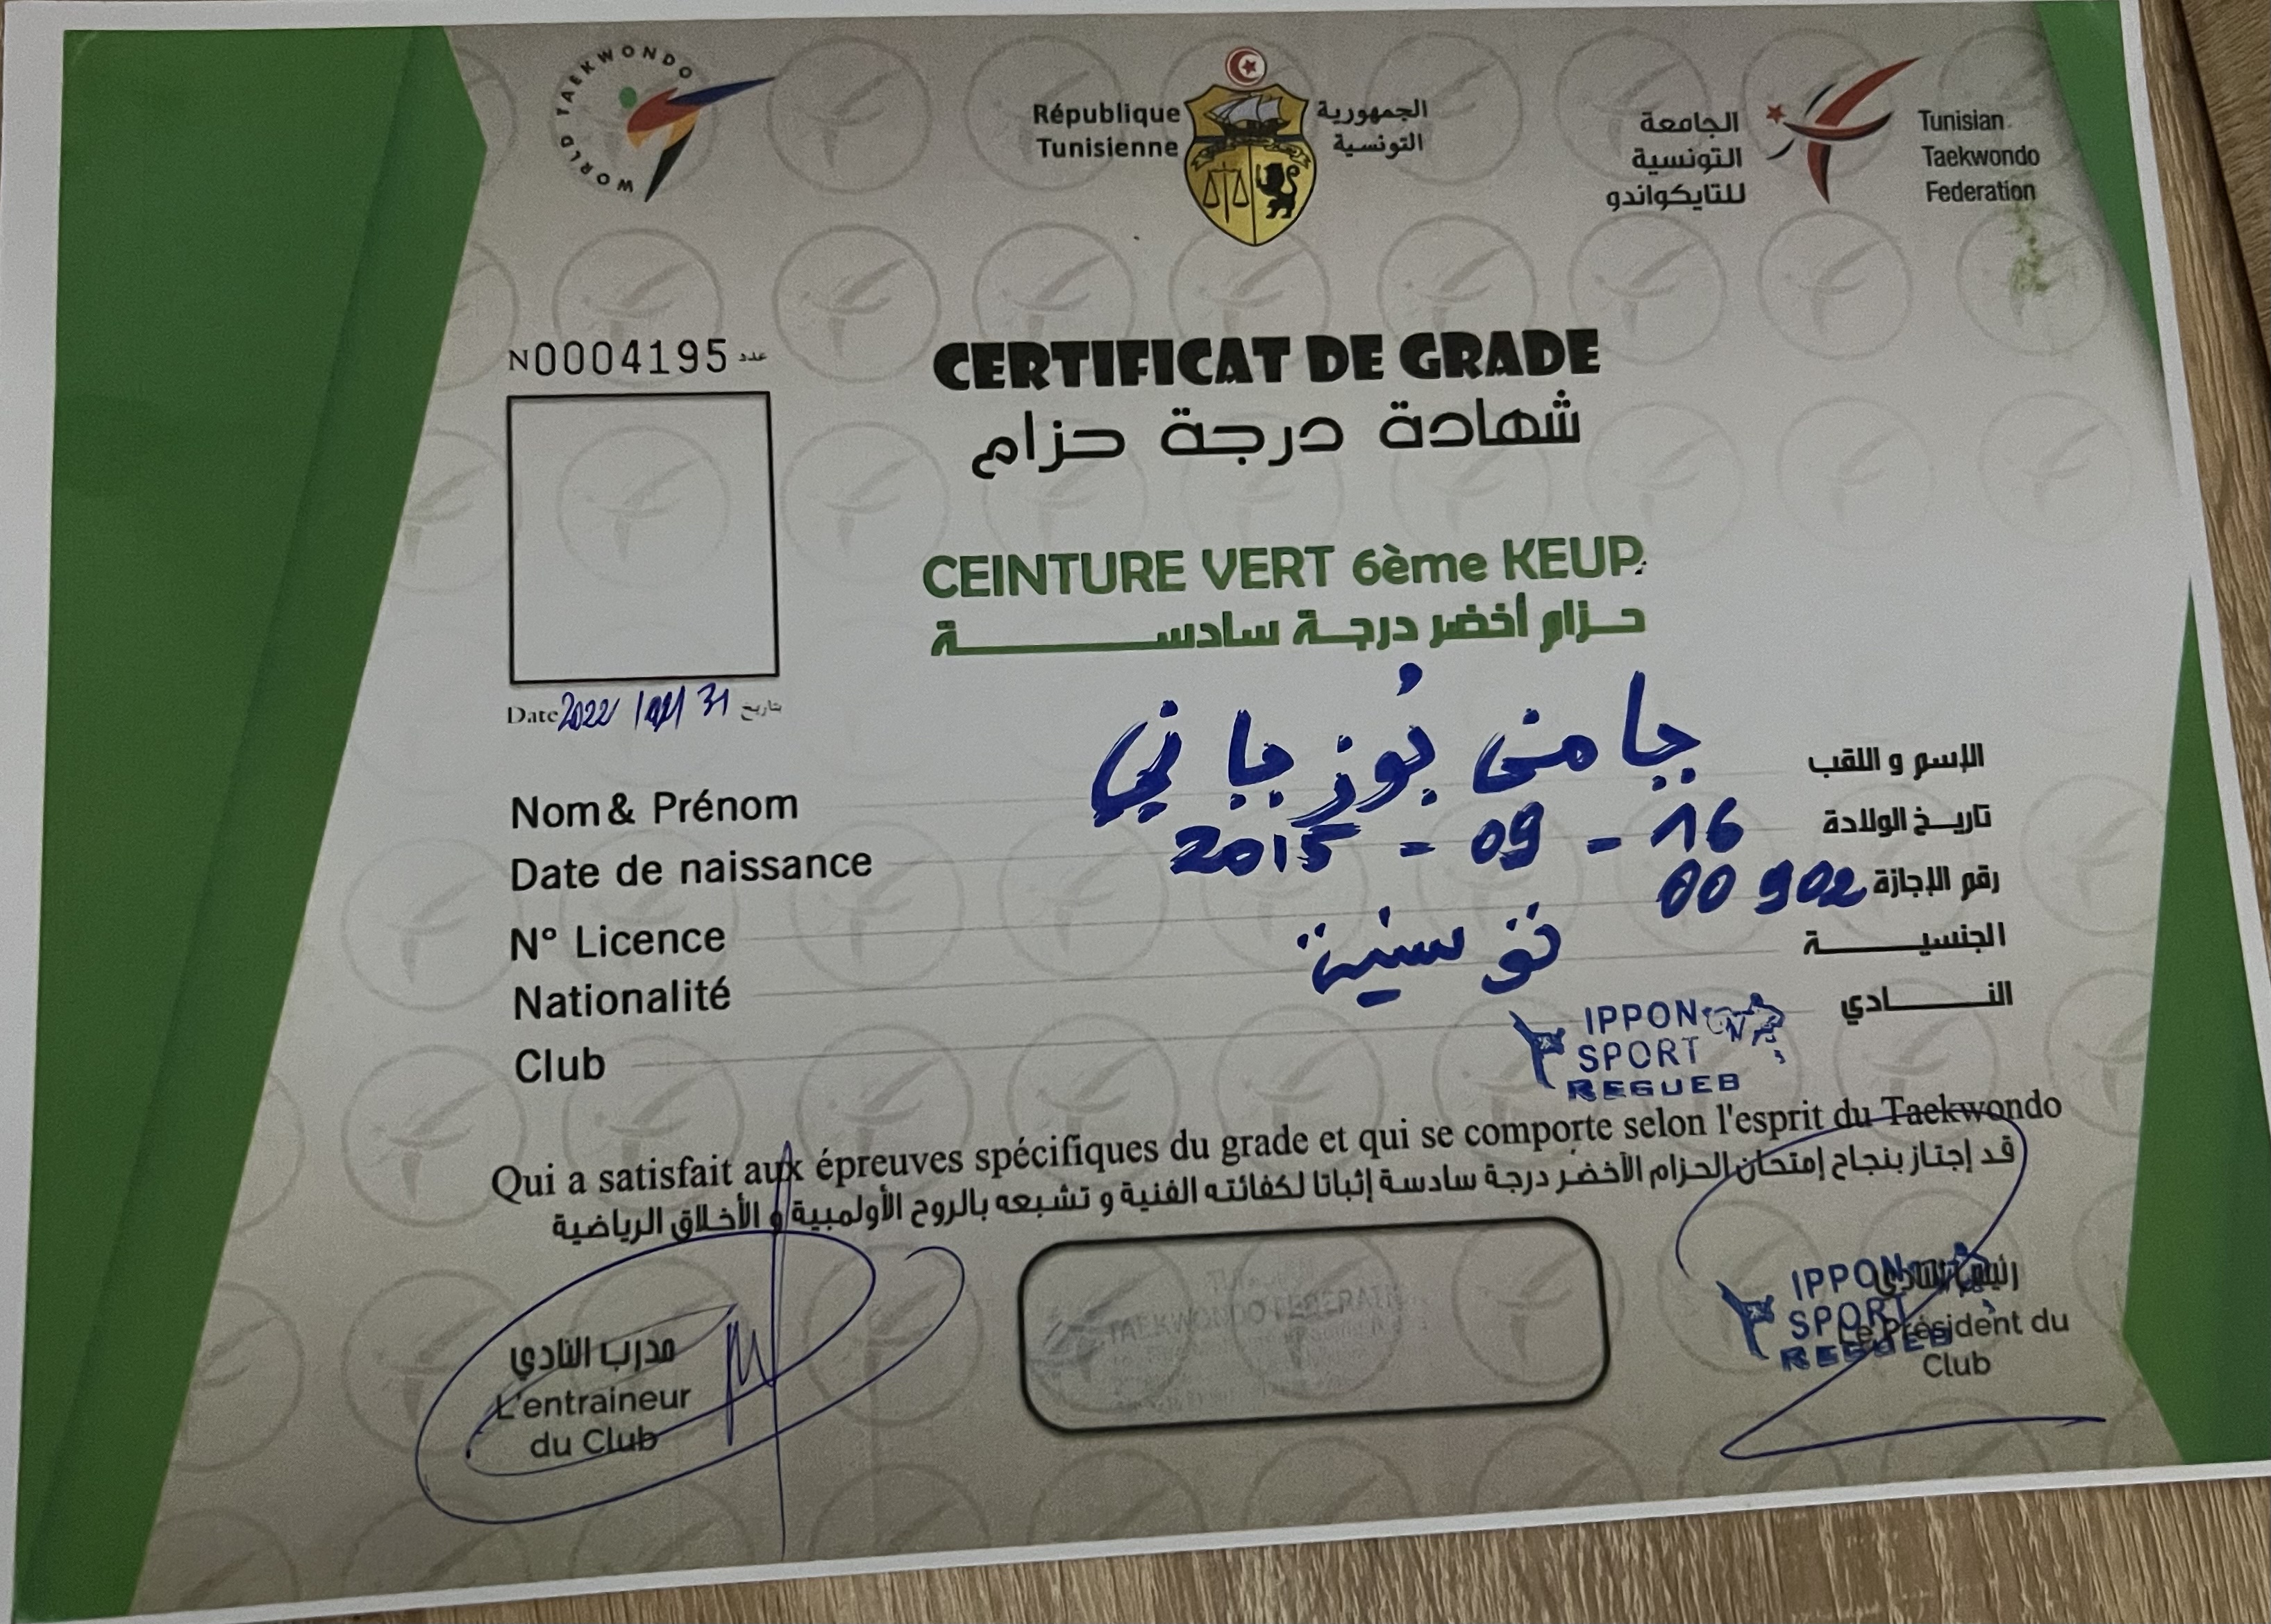 WORLD TAEKWONDO
République
Tunisienne
الجمهورية
التونسية
الجامعة
التونسية
للتايكواندو
Tunisian
Taekwondo
Federation
N0004195 عدد
CERTIFICAT DE GRADE
شهادة درجة حزام
CEINTURE VERT 6ème KEUP
حزام أخضر درجة سادسة
Date 2022 31 بتاريخ
Nom & Prénom الإسم و اللقب
Date de naissance 2015 - 09 - 16 تاريخ الولادة
N° Licence 00 902 رقم الإجازة
Nationalité تونسية الجنسية
Club النادي
IPPON
SPORT
REGUEB
Qui a satisfait aux épreuves spécifiques du grade et qui se comporte selon l'esprit du Taekwondo
قد إجتاز بنجاح إمتحان الحزام الأخضر درجة سادسة إثباتا لكفائته الفنية و تشبعه بالروح الأولمبية و الأخلاق الرياضية
مدرب النادي
L'entraineur
du Club
TAEKWONDO
رئيس النادي
Le Président du
Club
IPPON
SPORT
REGUEB